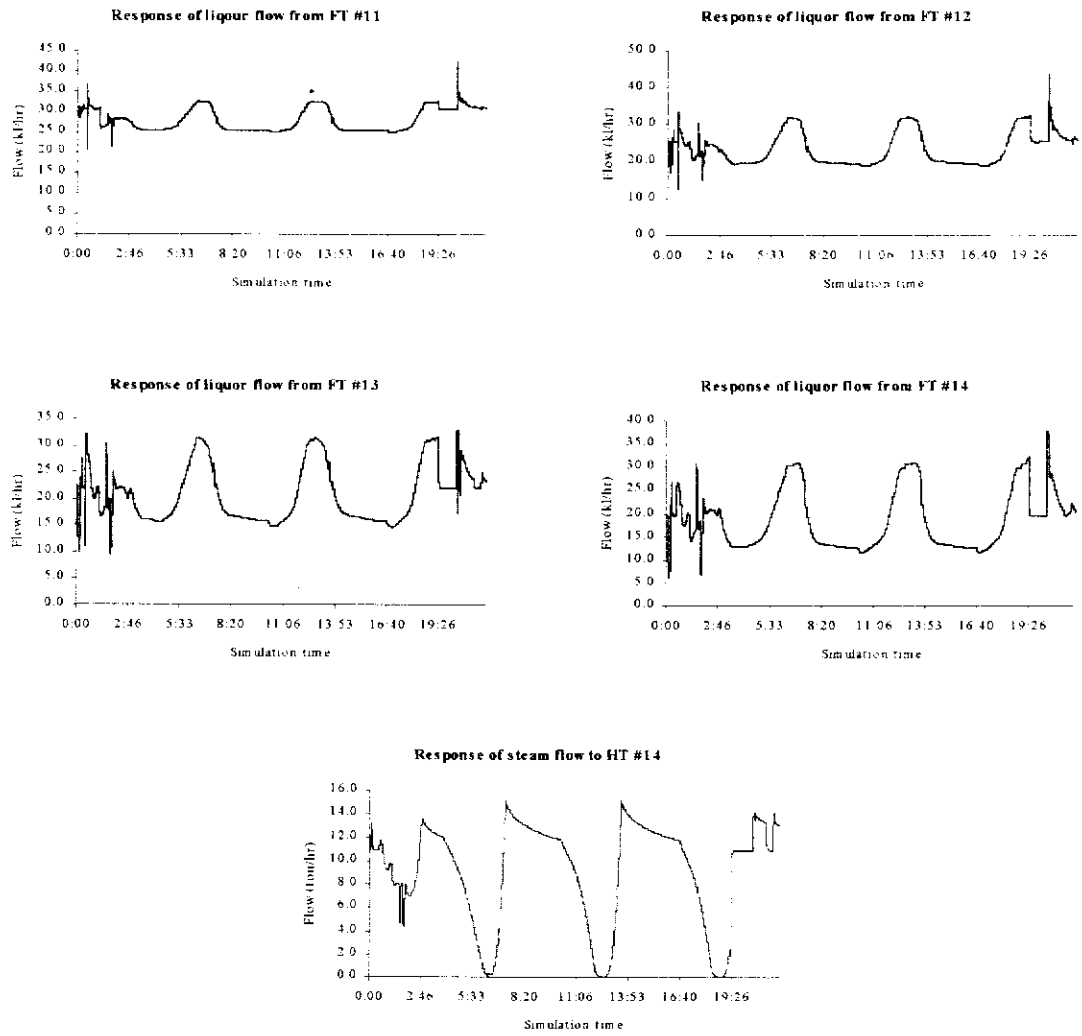 Response of liqour flow from FT #11
Flow (kl/hr)
45.0
40.0
35.0
30.0
25.0
20.0
15.0
10.0
5.0
0.0
0:00 2:46 5:33 8:20 11:06 13:53 16:40 19:26
Simulation time
Response of liquor flow from FT #12
Flow (kl/hr)
50.0
40.0
30.0
20.0
10.0
0.0
0:00 2:46 5:33 8:20 11:06 13:53 16:40 19:26
Simulation time
Response of liquor flow from FT #13
Flow (kl/hr)
35.0
30.0
25.0
20.0
15.0
10.0
5.0
0.0
0:00 2:46 5:33 8:20 11:06 13:53 16:40 19:26
Simulation time
Response of liquor flow from FT #14
Flow (kl/hr)
40.0
35.0
30.0
25.0
20.0
15.0
10.0
5.0
0.0
0:00 2:46 5:33 8:20 11:06 13:53 16:40 19:26
Simulation time
Response of steam flow to HT #14
Flow (ton/hr)
16.0
14.0
12.0
10.0
8.0
6.0
4.0
2.0
0.0
0:00 2:46 5:33 8:20 11:06 13:53 16:40 19:26
Simulation time